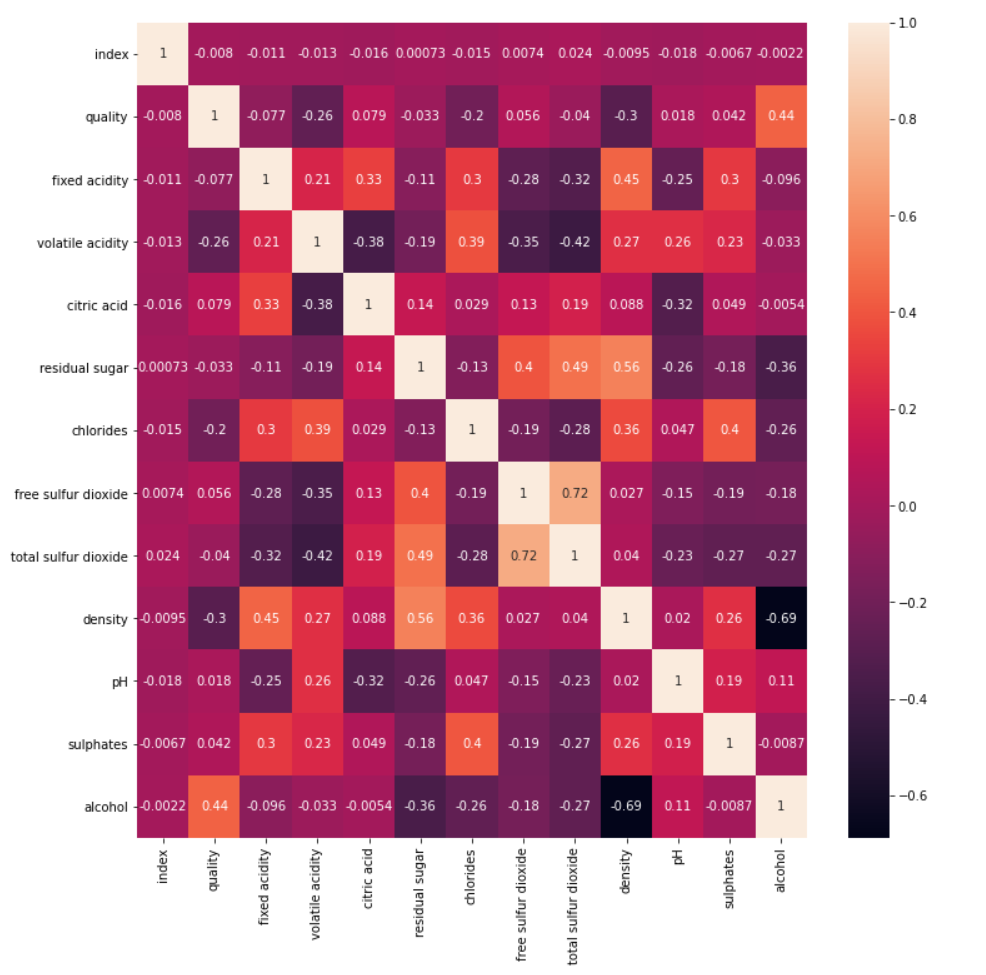 index 1 -0.008 -0.011 -0.013 -0.016 0.00073 -0.015 0.0074 0.024 -0.0095 -0.018 -0.0067 -0.0022
quality -0.008 1 -0.077 -0.26 0.079 -0.033 -0.2 0.056 -0.04 -0.3 0.018 0.042 0.44
fixed acidity -0.011 -0.077 1 0.21 0.33 -0.11 0.3 -0.28 -0.32 0.45 -0.25 0.3 -0.096
volatile acidity -0.013 -0.26 0.21 1 -0.38 -0.19 0.39 -0.35 -0.42 0.27 0.26 0.23 -0.033
citric acid -0.016 0.079 0.33 -0.38 1 0.14 0.029 0.13 0.19 0.088 -0.32 0.049 -0.0054
residual sugar 0.00073 -0.033 -0.11 -0.19 0.14 1 -0.13 0.4 0.49 0.56 -0.26 -0.18 -0.36
chlorides -0.015 -0.2 0.3 0.39 0.029 -0.13 1 -0.19 -0.28 0.36 0.047 0.4 -0.26
free sulfur dioxide 0.0074 0.056 -0.28 -0.35 0.13 0.4 -0.19 1 0.72 0.027 -0.15 -0.19 -0.18
total sulfur dioxide 0.024 -0.04 -0.32 -0.42 0.19 0.49 -0.28 0.72 1 0.04 -0.23 -0.27 -0.27
density -0.0095 -0.3 0.45 0.27 0.088 0.56 0.36 0.027 0.04 1 0.02 0.26 -0.69
pH -0.018 0.018 -0.25 0.26 -0.32 -0.26 0.047 -0.15 -0.23 0.02 1 0.19 0.11
sulphates -0.0067 0.042 0.3 0.23 0.049 -0.18 0.4 -0.19 -0.27 0.26 0.19 1 -0.0087
alcohol -0.0022 0.44 -0.096 -0.033 -0.0054 -0.36 -0.26 -0.18 -0.27 -0.69 0.11 -0.0087 1
index
quality
fixed acidity
volatile acidity
citric acid
residual sugar
chlorides
free sulfur dioxide
total sulfur dioxide
density
pH
sulphates
alcohol
1.0
0.8
0.6
0.4
0.2
0.0
−0.2
−0.4
−0.6